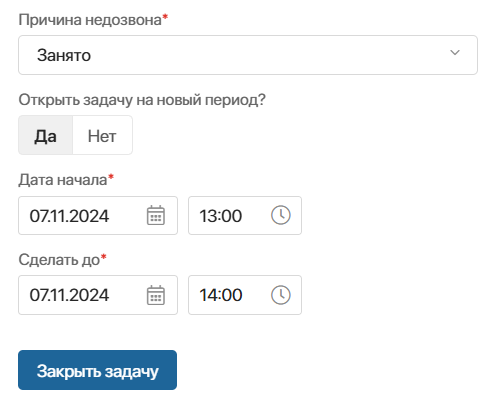 Причина недозвона*
Занято
Открыть задачу на новый период?
Да Нет
Дата начала*
07.11.2024 13:00
Сделать до*
07.11.2024 14:00
Закрыть задачу